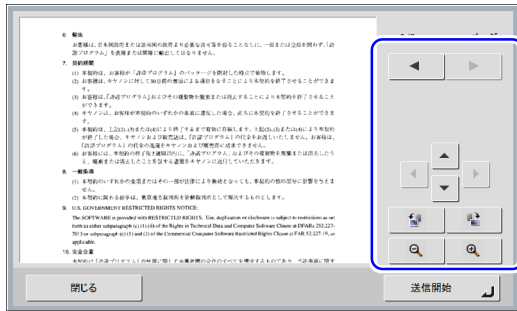 6. 輸出
お客様は、日本国政府または該当国の政府より必要な許可等を得ることなしに、一部または全部を問わず、「許
諾プログラム」を直接または間接に輸出してはなりません。
7. 契約期間
(1) 本契約は、お客様が「許諾プログラム」のパッケージを開封した時点で発効します。
(2) お客様は、キヤノンに対して30日前の書面による通知をなすことにより本契約を終了させることができま
す。
(3) お客様は、「許諾プログラム」およびその複製物を廃棄または消去することにより本契約を終了させること
ができます。
(4) キヤノンは、お客様が本契約のいずれかの条項に違反した場合、直ちに本契約を終了させることができま
す。
(5) 本契約は、上記(2)、(3)または(4)により終了するまで有効に存続します。上記(2)、(3)または(4)により本契約
が終了した場合、キヤノンおよび販売店は、「許諾プログラム」の代金をお返しいたしません。お客様は、
「許諾プログラム」の代金の返還をキヤノンおよび販売店に請求できません。
(6) お客様には、本契約の終了後2週間以内に、「許諾プログラム」およびその複製物を廃棄または消去したう
え、廃棄または消去したことを証する書面をキヤノンに送付していただきます。
8. 一般条項
(1) 本契約のいずれかの条項またはその一部が法律により無効となっても、本契約の他の部分に影響を与えま
せん。
(2) 本契約に関わる紛争は、東京地方裁判所を管轄裁判所として解決するものとします。
9. U.S. GOVERNMENT RESTRICTED RIGHTS NOTICE:
The SOFTWARE is provided with RESTRICTED RIGHTS. Use, duplication or disclosure is subject to restrictions as set
forth in either subparagraph (c) (1) (ii) of the Rights in Technical Data and Computer Software Clause at DFARs 252.227-
7013 or subparagraph (c) (1) and (2) of the Commercial Computer Software Restricted Rights Clause at FAR 52.227-19, as
applicable.
10. 完全合意
閉じる
送信開始